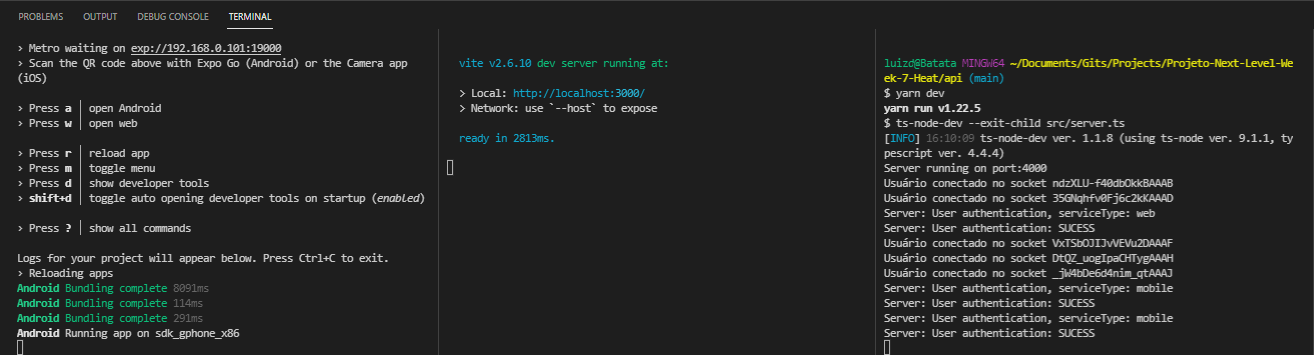 PROBLEMS OUTPUT DEBUG CONSOLE TERMINAL
› Metro waiting on exp://192.168.0.101:19000
› Scan the QR code above with Expo Go (Android) or the Camera app
(iOS)
› Press a │ open Android
› Press w │ open web
› Press r │ reload app
› Press m │ toggle menu
› Press d │ show developer tools
› shift+d │ toggle auto opening developer tools on startup (enabled)
› Press ? │ show all commands
Logs for your project will appear below. Press Ctrl+C to exit.
› Reloading apps
Android Bundling complete 8091ms
Android Bundling complete 114ms
Android Bundling complete 291ms
Android Running app on sdk_gphone_x86
vite v2.6.10 dev server running at:
> Local: http://localhost:3000/
> Network: use `--host` to expose
ready in 2813ms.
luizd@Batata MINGW64 ~/Documents/Gits/Projects/Projeto-Next-Level-We
ek-7-Heat/api (main)
$ yarn dev
yarn run v1.22.5
$ ts-node-dev --exit-child src/server.ts
[INFO] 16:10:09 ts-node-dev ver. 1.1.8 (using ts-node ver. 9.1.1, ty
pescript ver. 4.4.4)
Server running on port:4000
Usuário conectado no socket ndzXLU-f40dbOkkBAAAB
Usuário conectado no socket 35GNqhfv0Fj6c2kKAAAD
Server: User authentication, serviceType: web
Server: User authentication: SUCESS
Usuário conectado no socket VxTSbOJIJvVEVu2DAAAF
Usuário conectado no socket DtQZ_uogIpaCHTygAAAH
Usuário conectado no socket _jW4bDe6d4nim_qtAAAJ
Server: User authentication, serviceType: mobile
Server: User authentication: SUCESS
Server: User authentication, serviceType: mobile
Server: User authentication: SUCESS